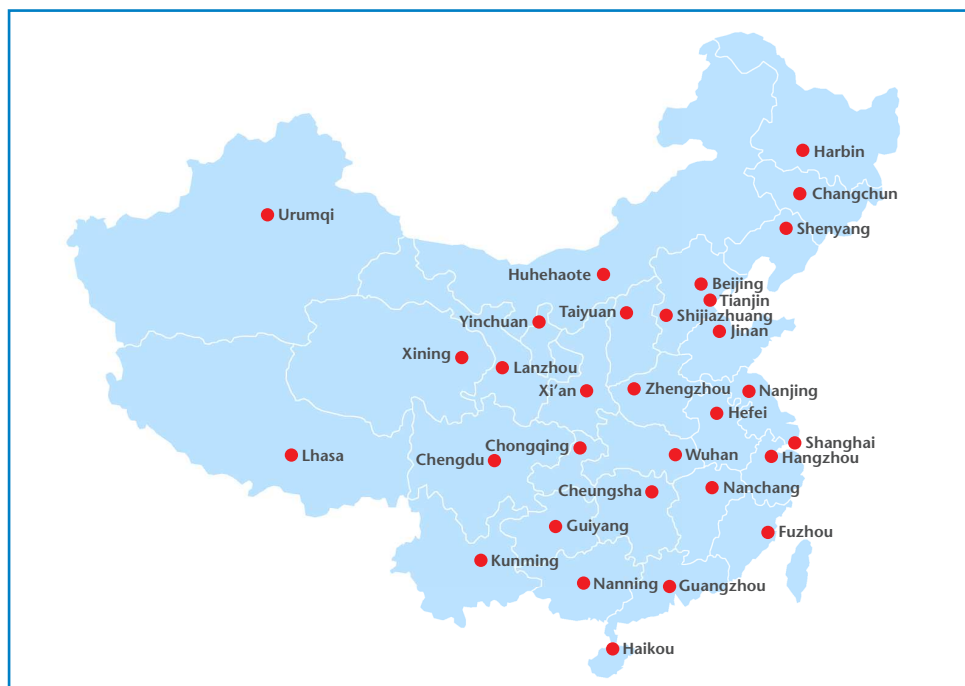 Harbin
Changchun
Urumqi
Shenyang
Huhehaote
Beijing
Tianjin
Taiyuan
Shijiazhuang
Yinchuan
Jinan
Xining
Lanzhou
Xi’an
Zhengzhou
Nanjing
Hefei
Shanghai
Chongqing
Lhasa
Chengdu
Wuhan
Hangzhou
Cheungsha
Nanchang
Guiyang
Fuzhou
Kunming
Nanning
Guangzhou
Haikou